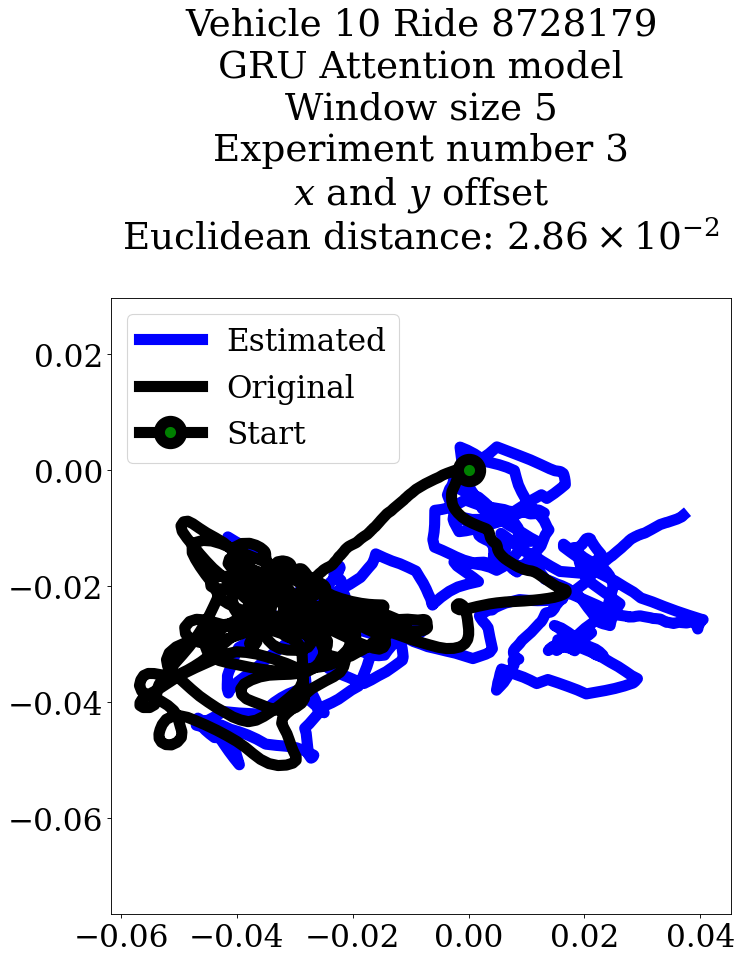 Vehicle 10 Ride 8728179
GRU Attention model
Window size 5
Experiment number 3
x and y offset
Euclidean distance: 2.86 × 10⁻²
Estimated
Original
Start
0.02
0.00
−0.02
−0.04
−0.06
−0.06 −0.04 −0.02 0.00 0.02 0.04